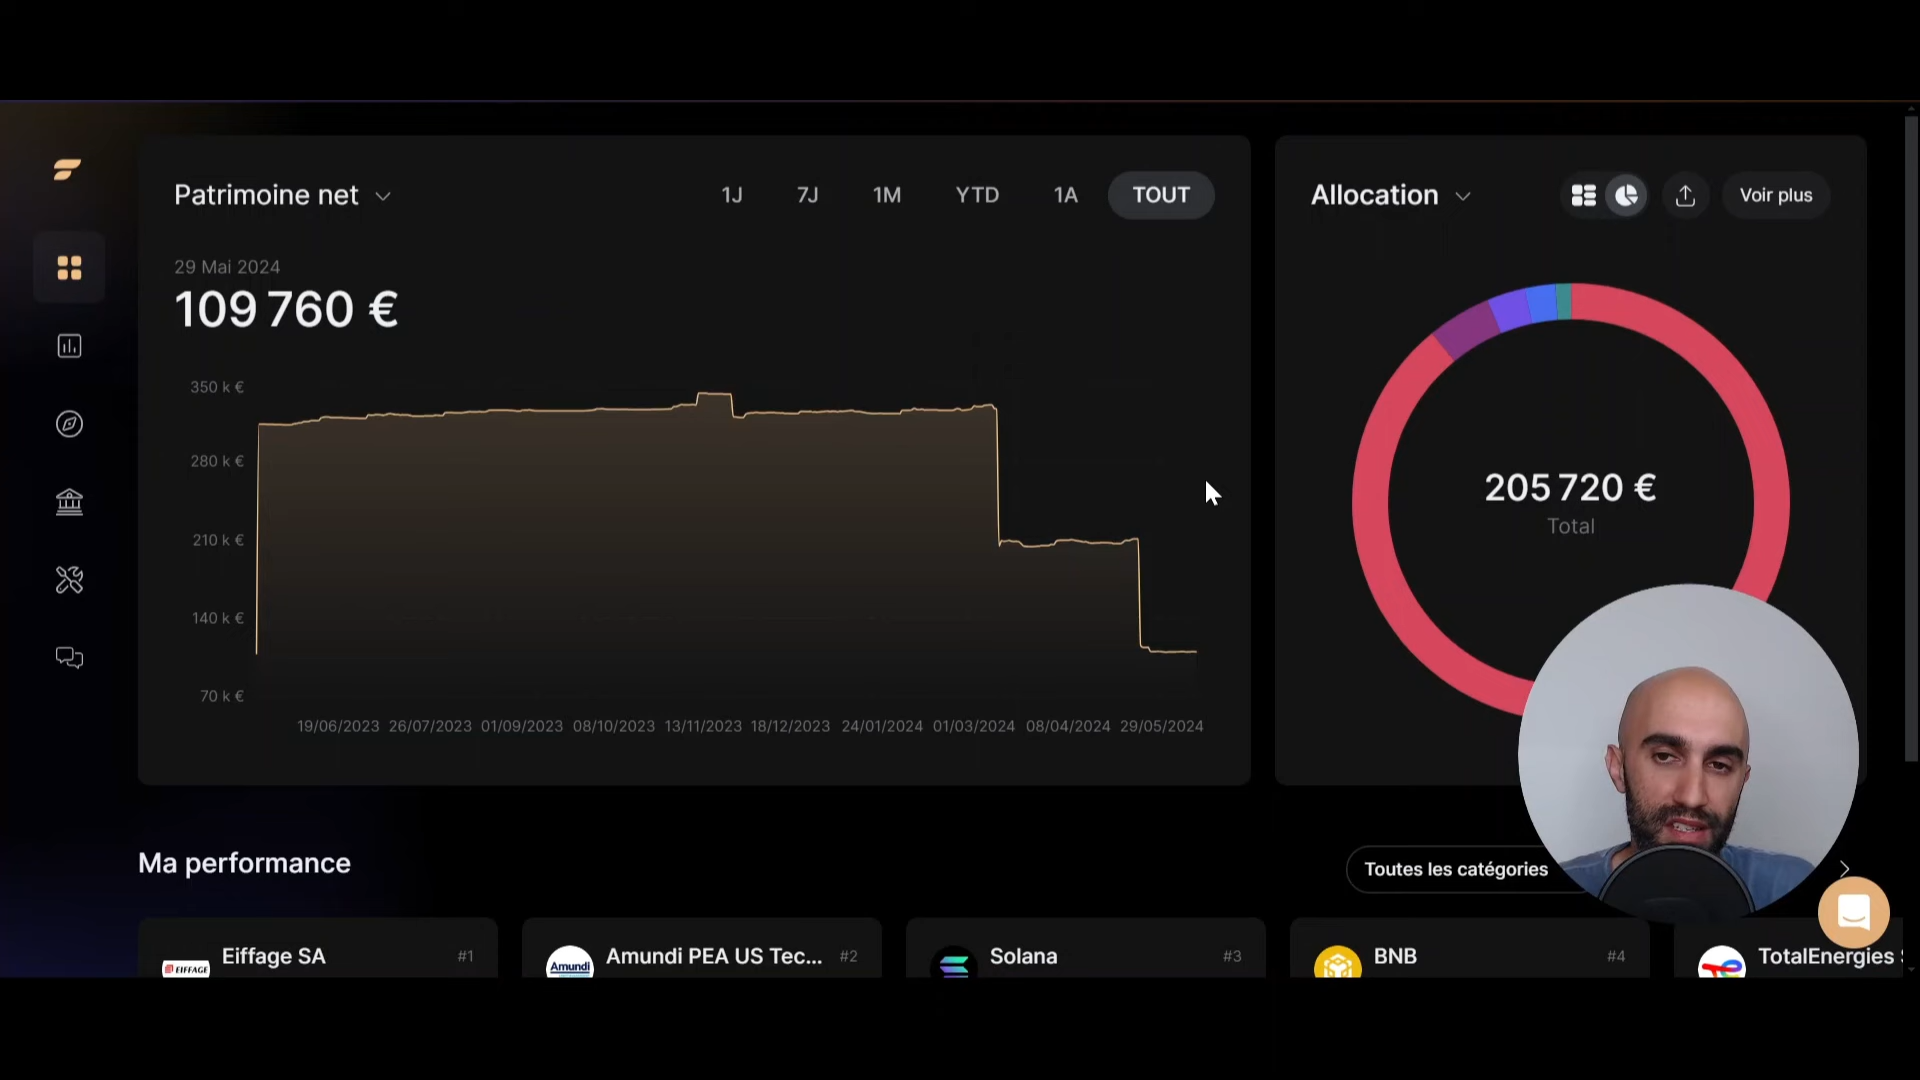 Patrimoine net
1J 7J 1M YTD 1A TOUT
29 Mai 2024
109 760 €
350 k €
280 k €
210 k €
140 k €
70 k €
19/06/2023 26/07/2023 01/09/2023 08/10/2023 13/11/2023 18/12/2023 24/01/2024 01/03/2024 08/04/2024 29/05/2024
Allocation
Voir plus
205 720 €
Total
Ma performance
Toutes les catégories
EIFFAGE
Eiffage SA #1
Amundi
Amundi PEA US Tec... #2
Solana #3
BNB #4
TotalEnergies